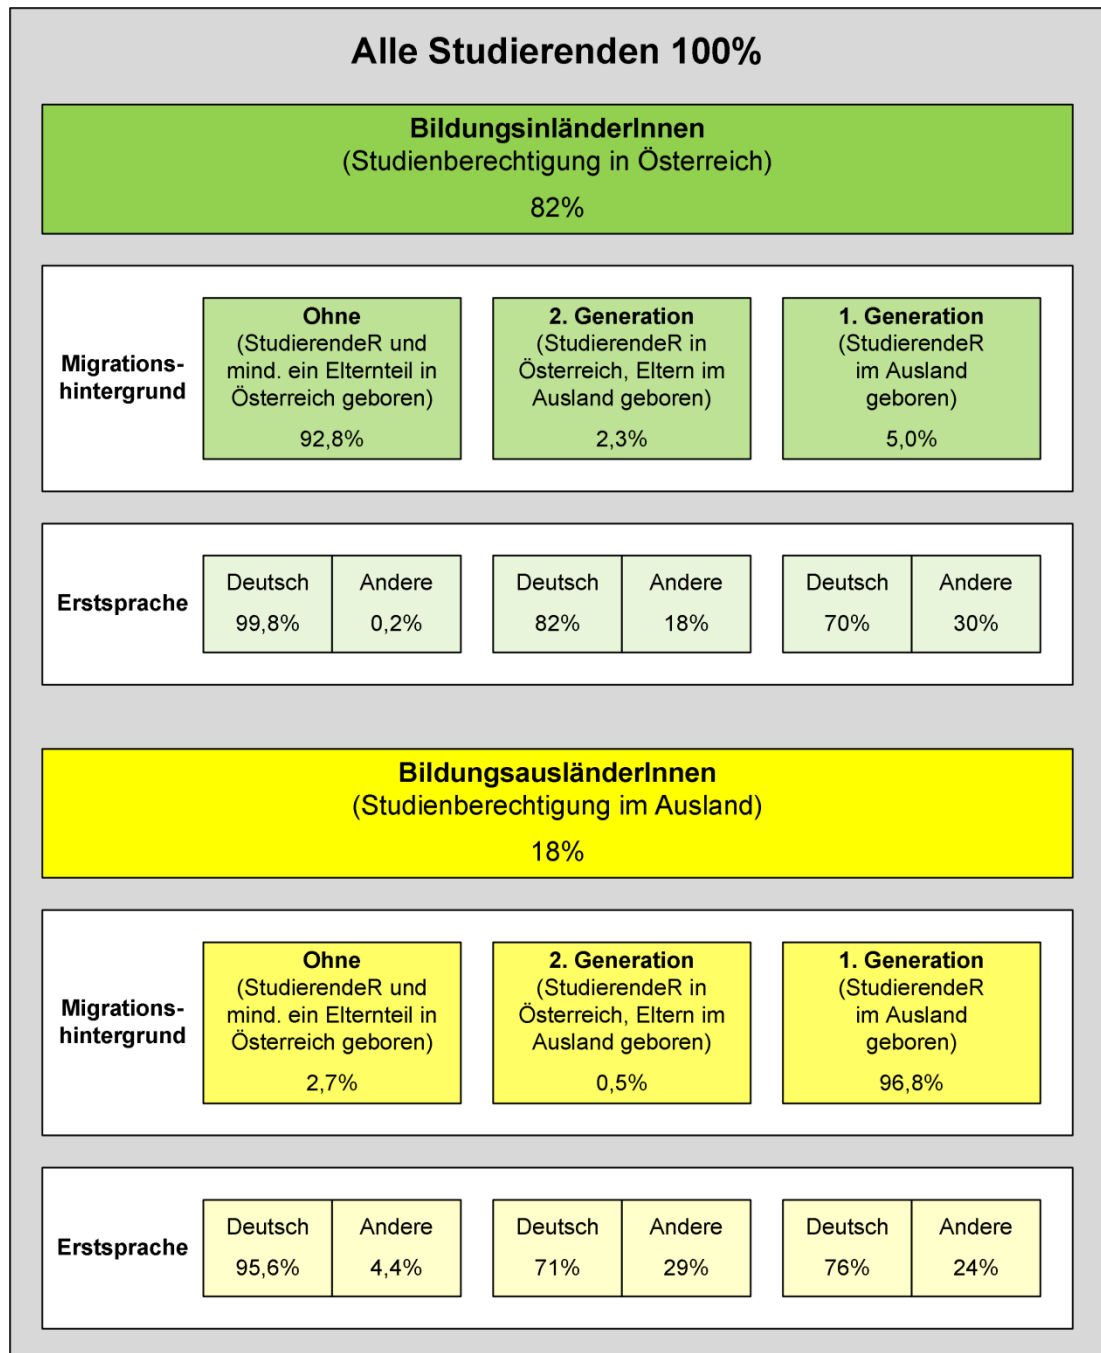 Alle Studierenden 100%
BildungsinländerInnen
(Studienberechtigung in Österreich)
82%
Migrations-
hintergrund
Ohne
(StudierendeR und
mind. ein Elternteil in
Österreich geboren)
92,8%
2. Generation
(StudierendeR in
Österreich, Eltern im
Ausland geboren)
2,3%
1. Generation
(StudierendeR
im Ausland
geboren)
5,0%
Erstsprache
Deutsch
99,8%
Andere
0,2%
Deutsch
82%
Andere
18%
Deutsch
70%
Andere
30%
BildungsausländerInnen
(Studienberechtigung im Ausland)
18%
Migrations-
hintergrund
Ohne
(StudierendeR und
mind. ein Elternteil in
Österreich geboren)
2,7%
2. Generation
(StudierendeR in
Österreich, Eltern im
Ausland geboren)
0,5%
1. Generation
(StudierendeR
im Ausland
geboren)
96,8%
Erstsprache
Deutsch
95,6%
Andere
4,4%
Deutsch
71%
Andere
29%
Deutsch
76%
Andere
24%